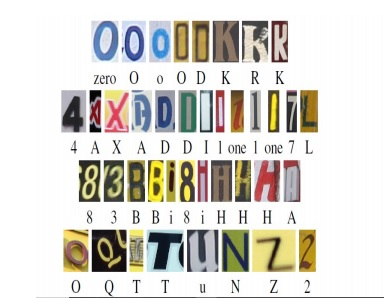 zero O o O D K R K
4 A X A D D I 1 one 1 one 7 L
8 3 B B i 8 i H H H A
O Q T T u N Z 2